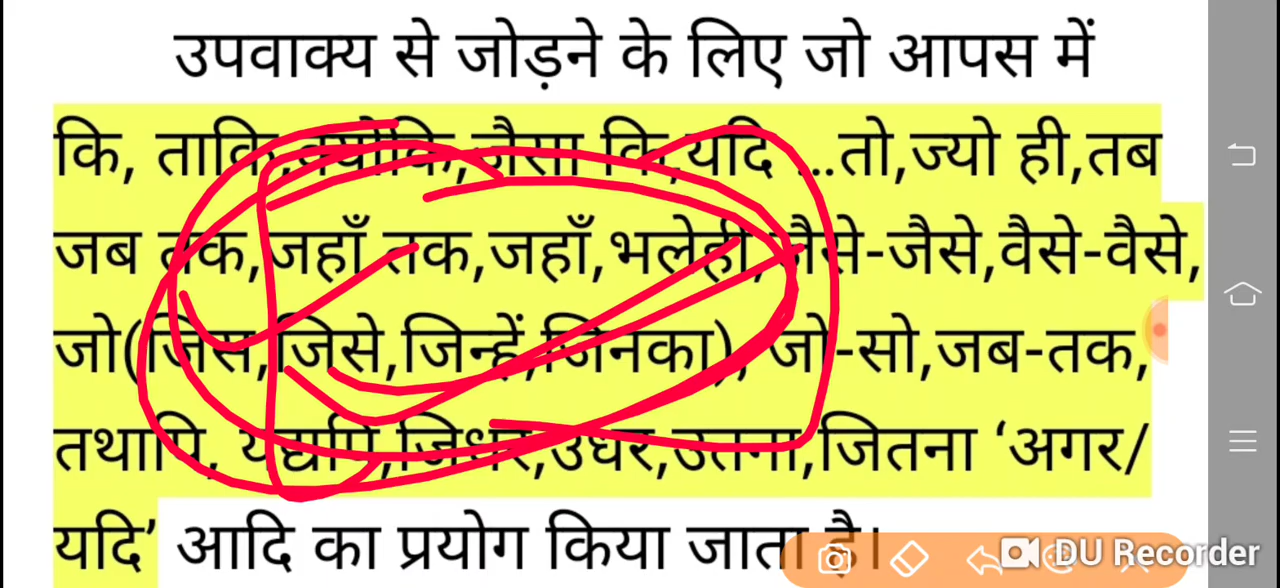 उपवाक्य से जोड़ने के लिए जो आपस में
कि, ताकि,क्योंकि,जैसा कि,यदि ...तो,ज्यो ही,तब
जब तक,जहाँ तक,जहाँ,भलेही,जैसे-जैसे,वैसे-वैसे,
जो(जिस,जिसे,जिन्हें,जिनका), जो-सो,जब-तक,
तथापि, यद्यपि,जिधर,उधर,उतना,जितना ‘अगर/
यदि’ आदि का प्रयोग किया जाता है।
DU Recorder